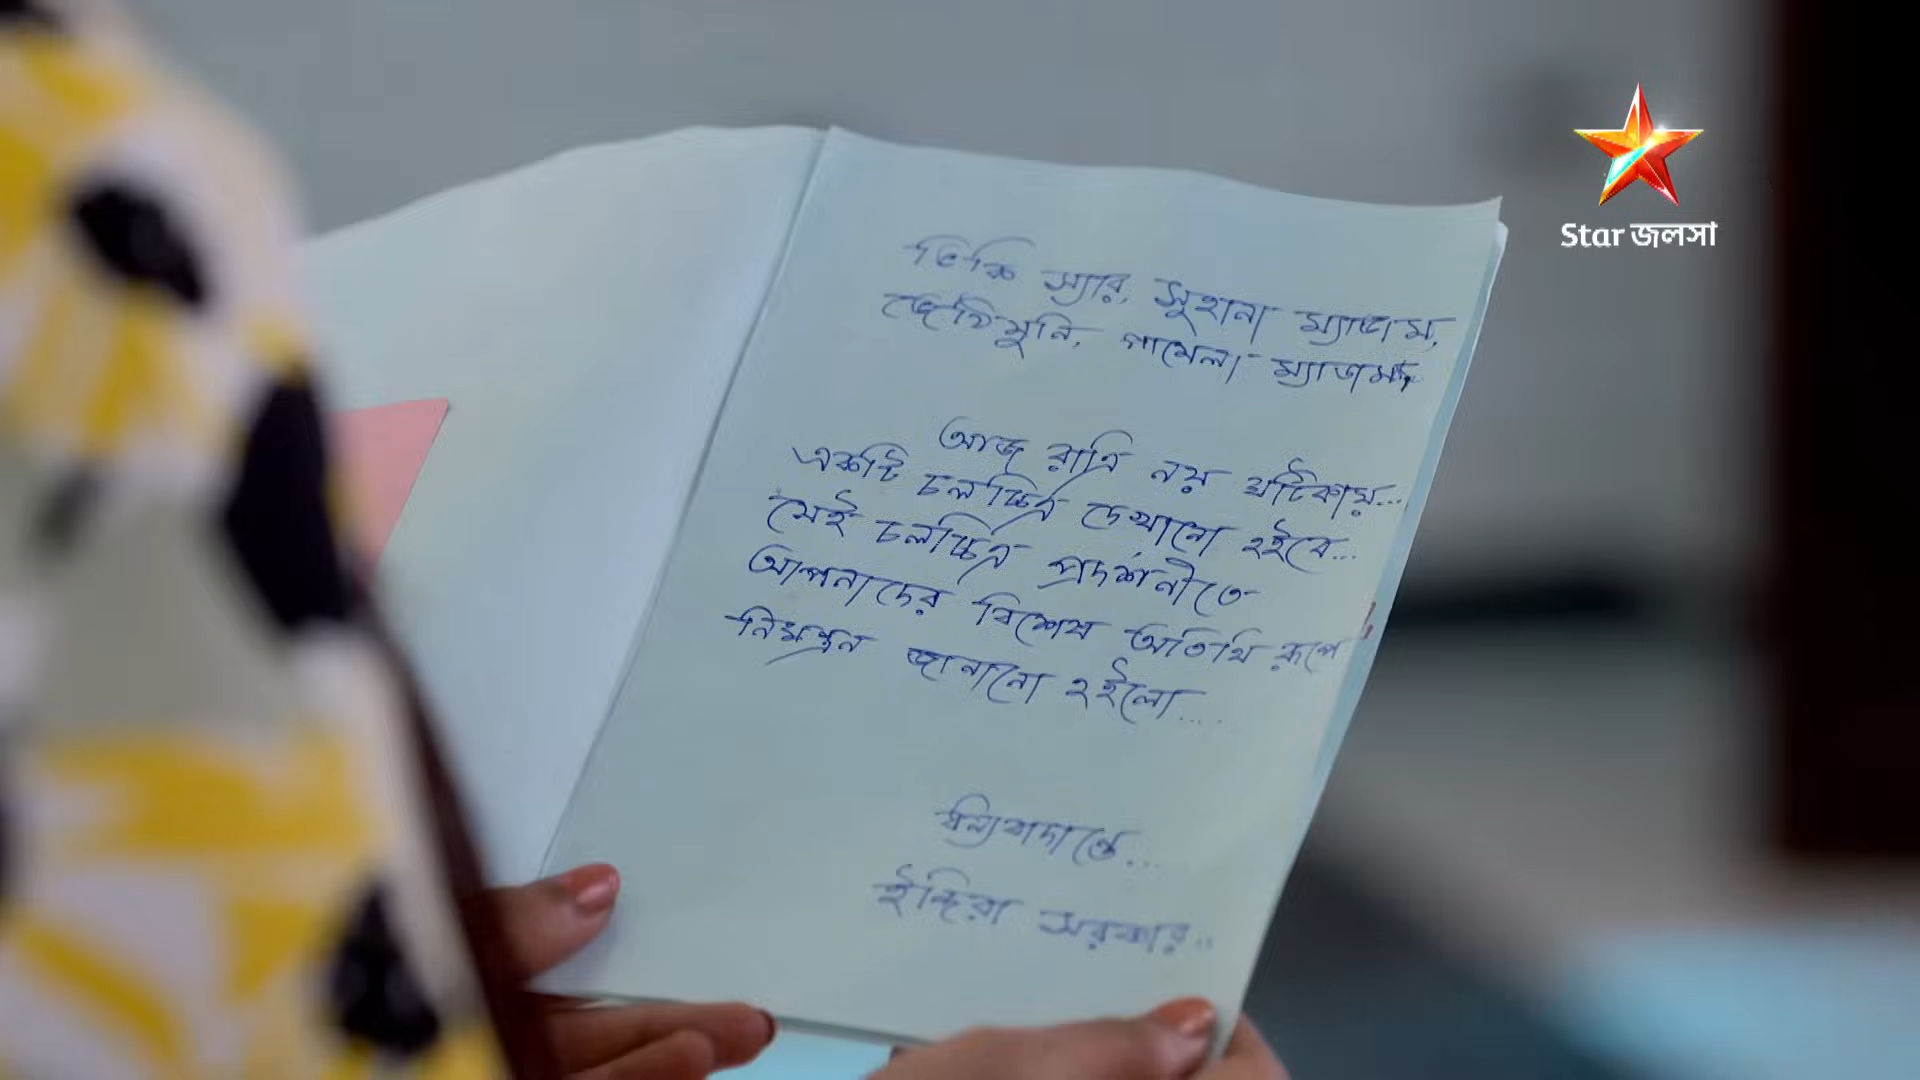 Star জলসা
ভিকি স্যার, সুহানা ম্যাডাম,
জেঠিমুনি, পামেলা ম্যাডাম,
আজ রাত্রি নয় ঘটিকায়...
একটি চলচ্চিত্র দেখানো হইবে...
সেই চলচ্চিত্র প্রদর্শনীতে
আপনাদের বিশেষ অতিথি রূপে
নিমন্ত্রন জানানো হইলো....
ধন্যবাদান্তে...
ইন্দিরা সরকার..